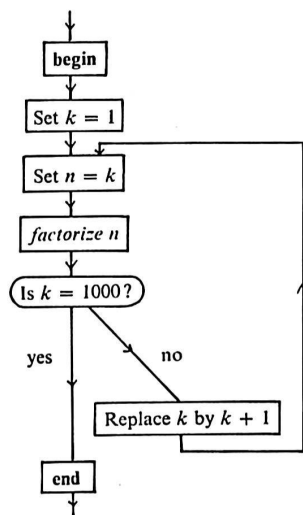 begin
Set k = 1
Set n = k
factorize n
Is k = 1000?
yes
no
Replace k by k + 1
end